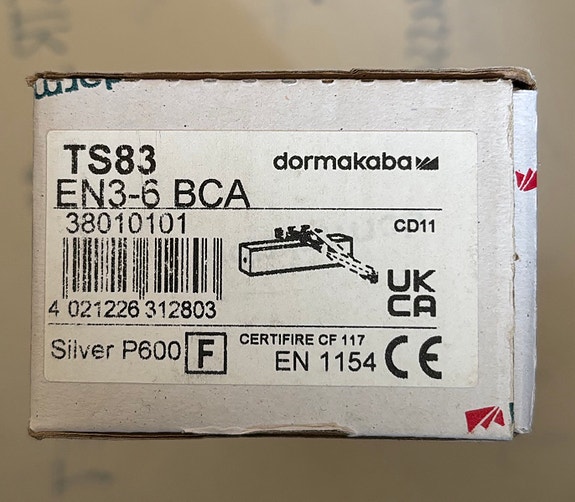 TS83
dormakaba
EN3-6 BCA
38010101
CD11
4 021226 312803
UK
CA
Silver P600 F
CERTIFIRE CF 117
EN 1154 CE